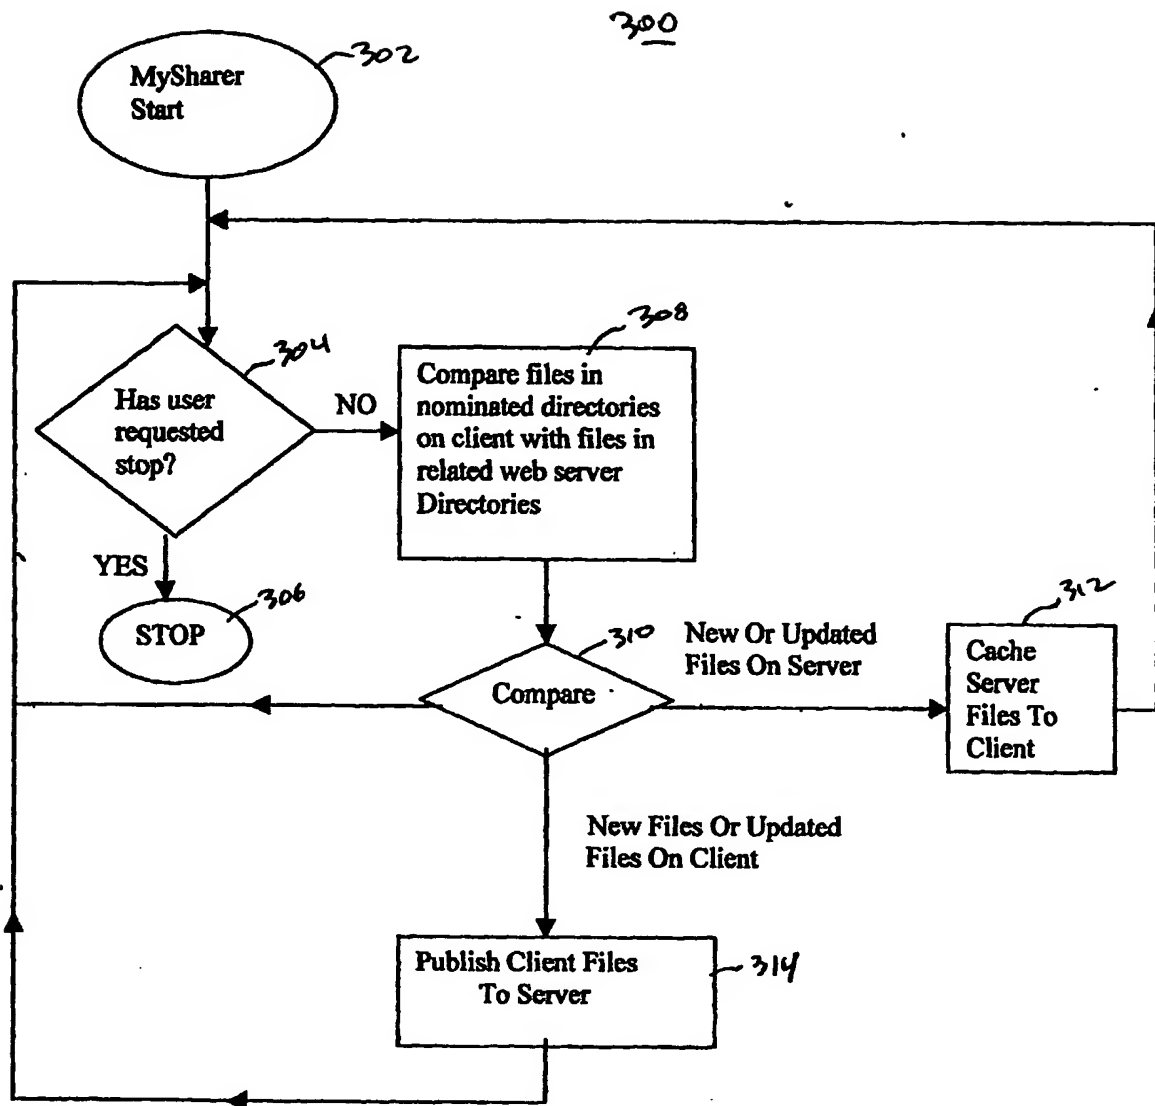 300
302
MySharer
Start
304
308
Has user
requested
stop?
NO
Compare files in
nominated directories
on client with files in
related web server
Directories
YES
306
STOP
310
Compare
New Or Updated
Files On Server
312
Cache
Server
Files To
Client
New Files Or Updated
Files On Client
Publish Client Files
To Server
314